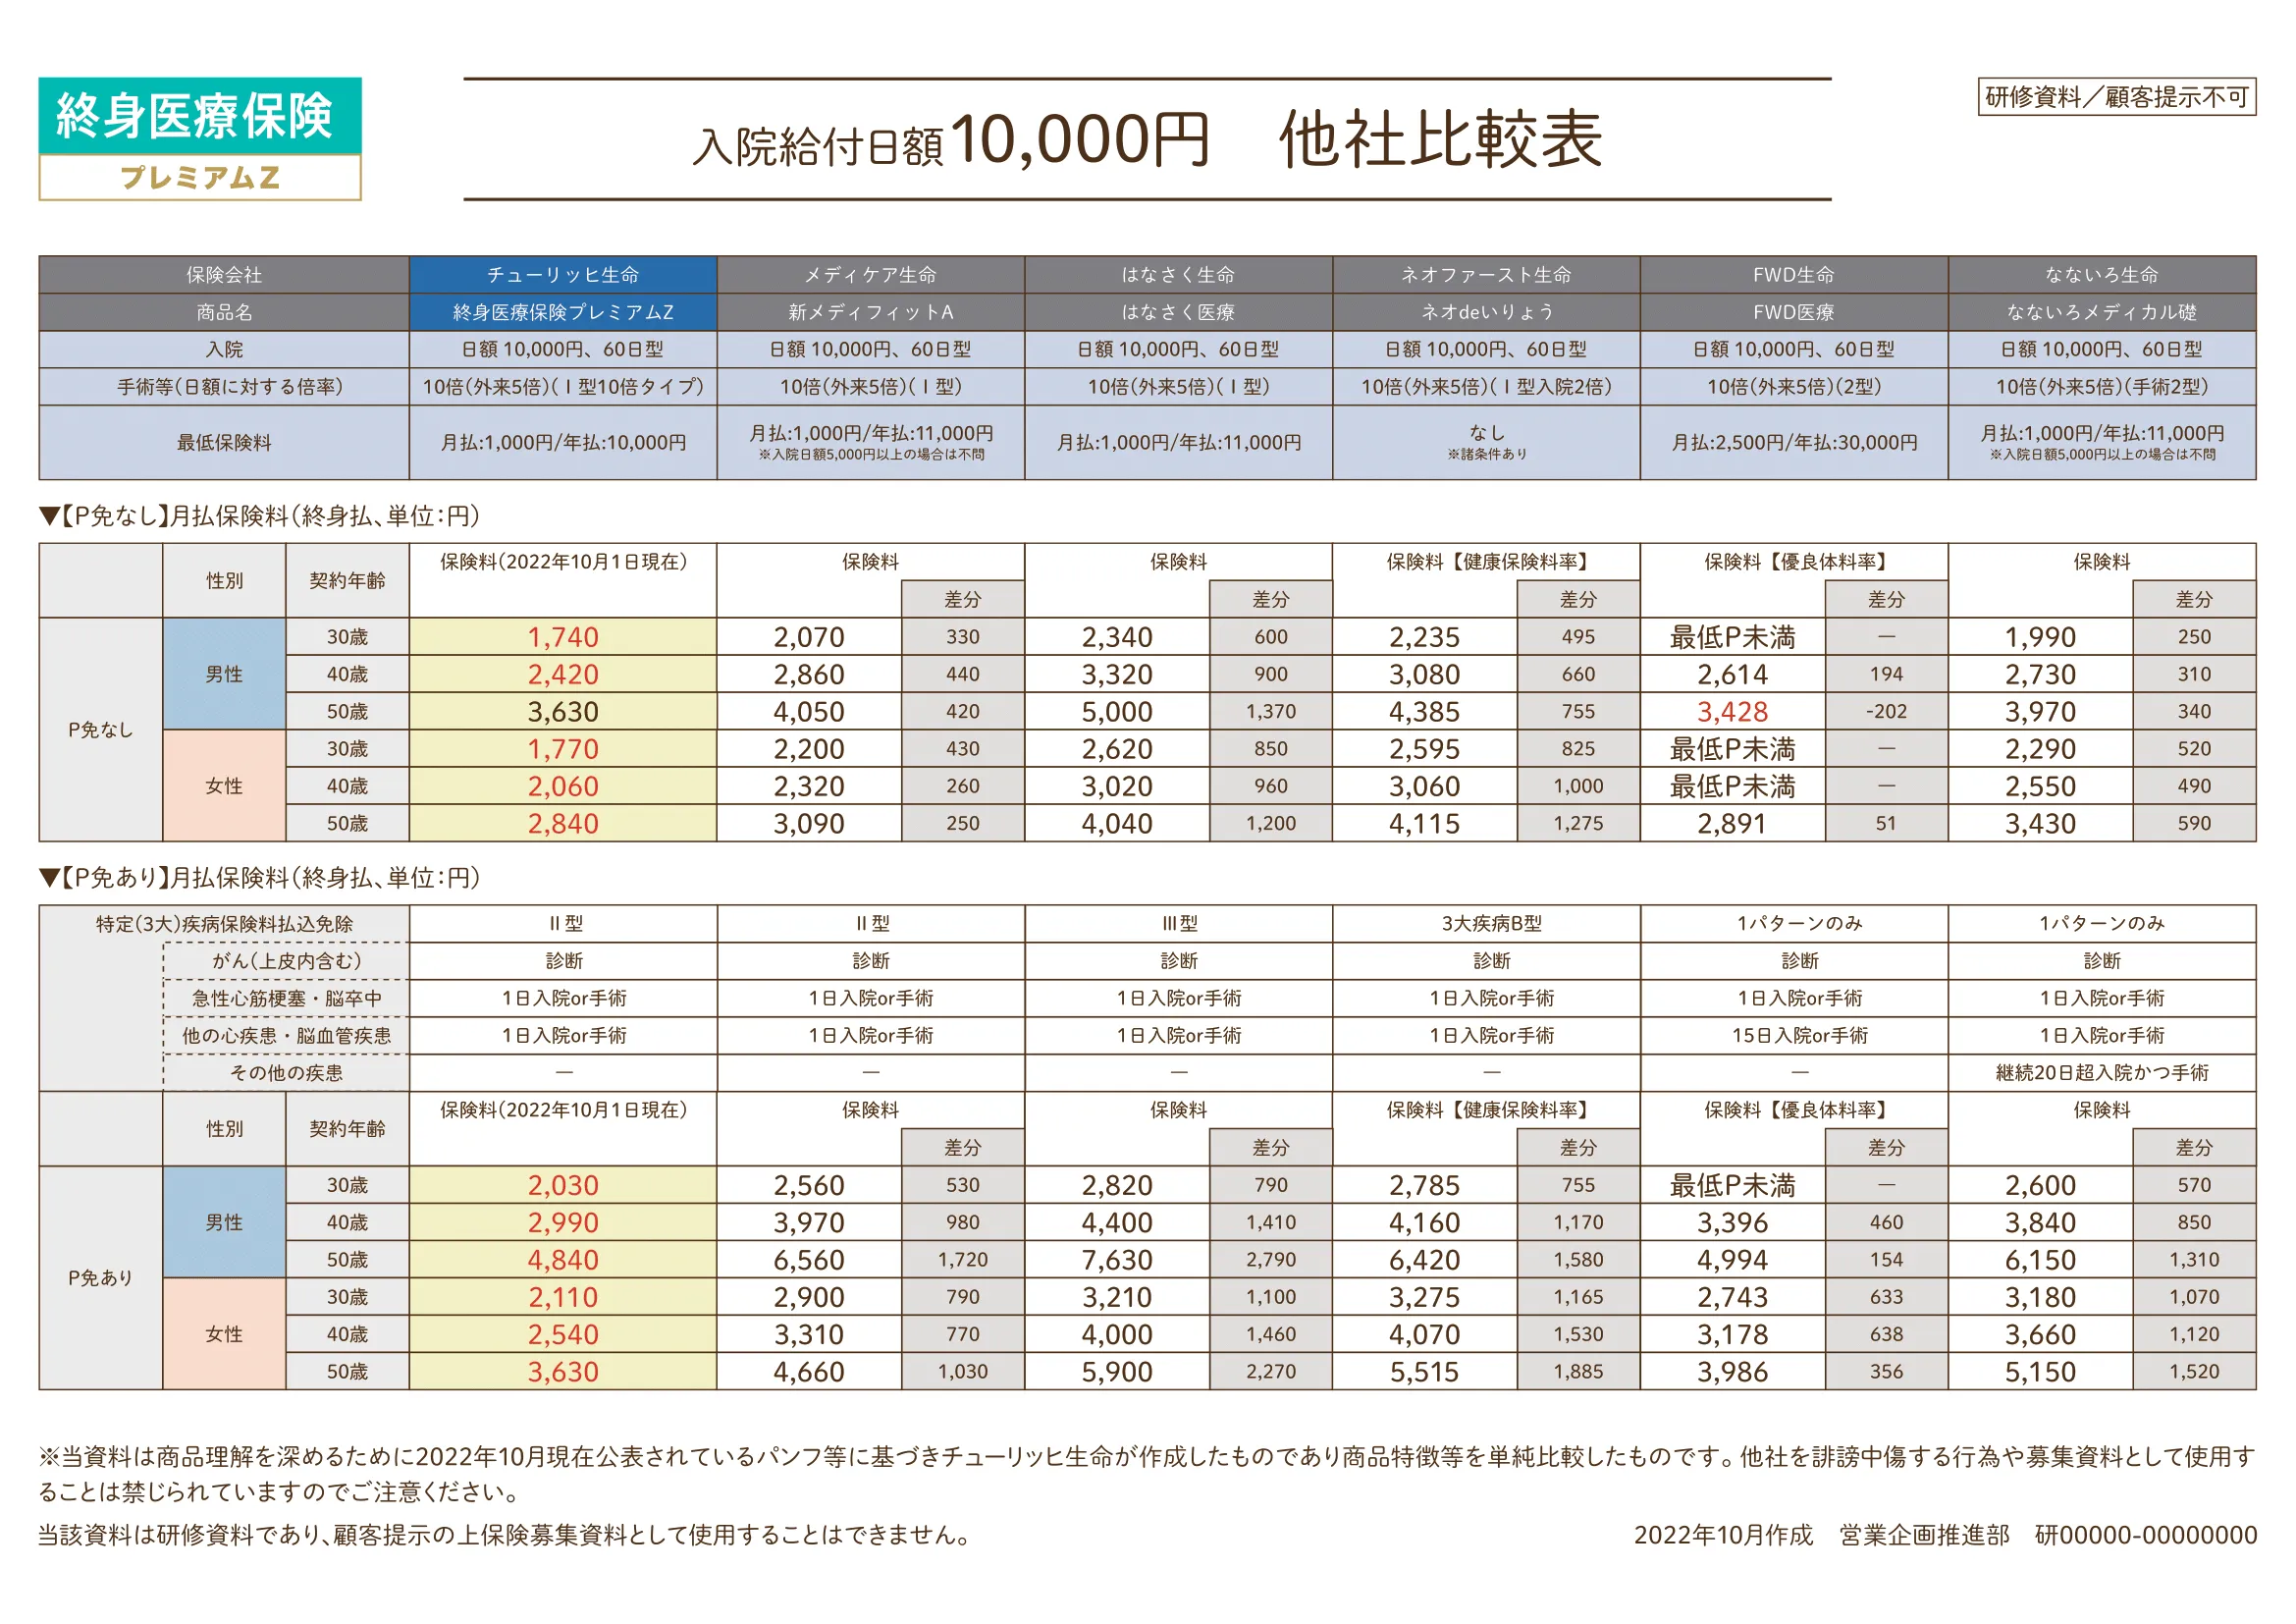 終身医療保険
プレミアムZ
入院給付日額10,000円　他社比較表
研修資料／顧客提示不可
保険会社 チューリッヒ生命 メディケア生命 はなさく生命 ネオファースト生命 FWD生命 なないろ生命
商品名 終身医療保険プレミアムZ 新メディフィットA はなさく医療 ネオdeいりょう FWD医療 なないろメディカル礎
入院 日額 10,000円、60日型 日額 10,000円、60日型 日額 10,000円、60日型 日額 10,000円、60日型 日額 10,000円、60日型 日額 10,000円、60日型
手術等（日額に対する倍率） 10倍（外来5倍）（Ⅰ型10倍タイプ） 10倍（外来5倍）（Ⅰ型） 10倍（外来5倍）（Ⅰ型） 10倍（外来5倍）（Ⅰ型入院2倍） 10倍（外来5倍）（2型） 10倍（外来5倍）（手術2型）
最低保険料 月払:1,000円/年払:10,000円 月払:1,000円/年払:11,000円 月払:1,000円/年払:11,000円 なし 月払:2,500円/年払:30,000円 月払:1,000円/年払:11,000円
※入院日額5,000円以上の場合は不問 ※諸条件あり ※入院日額5,000円以上の場合は不問
▼【P免なし】月払保険料（終身払、単位：円）
性別 契約年齢 保険料（2022年10月1日現在） 保険料 保険料 保険料【健康保険料率】 保険料【優良体料率】 保険料
差分 差分 差分 差分 差分
P免なし 男性 30歳 1,740 2,070 330 2,340 600 2,235 495 最低P未満 ― 1,990 250
40歳 2,420 2,860 440 3,320 900 3,080 660 2,614 194 2,730 310
50歳 3,630 4,050 420 5,000 1,370 4,385 755 3,428 -202 3,970 340
女性 30歳 1,770 2,200 430 2,620 850 2,595 825 最低P未満 ― 2,290 520
40歳 2,060 2,320 260 3,020 960 3,060 1,000 最低P未満 ― 2,550 490
50歳 2,840 3,090 250 4,040 1,200 4,115 1,275 2,891 51 3,430 590
▼【P免あり】月払保険料（終身払、単位：円）
特定（3大）疾病保険料払込免除 Ⅱ型 Ⅱ型 Ⅲ型 3大疾病B型 1パターンのみ 1パターンのみ
がん（上皮内含む） 診断 診断 診断 診断 診断 診断
急性心筋梗塞・脳卒中 1日入院or手術 1日入院or手術 1日入院or手術 1日入院or手術 1日入院or手術 1日入院or手術
他の心疾患・脳血管疾患 1日入院or手術 1日入院or手術 1日入院or手術 1日入院or手術 15日入院or手術 1日入院or手術
その他の疾患 ― ― ― ― ― 継続20日超入院かつ手術
性別 契約年齢 保険料（2022年10月1日現在） 保険料 保険料 保険料【健康保険料率】 保険料【優良体料率】 保険料
差分 差分 差分 差分 差分
P免あり 男性 30歳 2,030 2,560 530 2,820 790 2,785 755 最低P未満 ― 2,600 570
40歳 2,990 3,970 980 4,400 1,410 4,160 1,170 3,396 460 3,840 850
50歳 4,840 6,560 1,720 7,630 2,790 6,420 1,580 4,994 154 6,150 1,310
女性 30歳 2,110 2,900 790 3,210 1,100 3,275 1,165 2,743 633 3,180 1,070
40歳 2,540 3,310 770 4,000 1,460 4,070 1,530 3,178 638 3,660 1,120
50歳 3,630 4,660 1,030 5,900 2,270 5,515 1,885 3,986 356 5,150 1,520
※当資料は商品理解を深めるために2022年10月現在公表されているパンフ等に基づきチューリッヒ生命が作成したものであり商品特徴等を単純比較したものです。他社を誹謗中傷する行為や募集資料として使用す
ることは禁じられていますのでご注意ください。
当該資料は研修資料であり、顧客提示の上保険募集資料として使用することはできません。
2022年10月作成　営業企画推進部　研00000-00000000